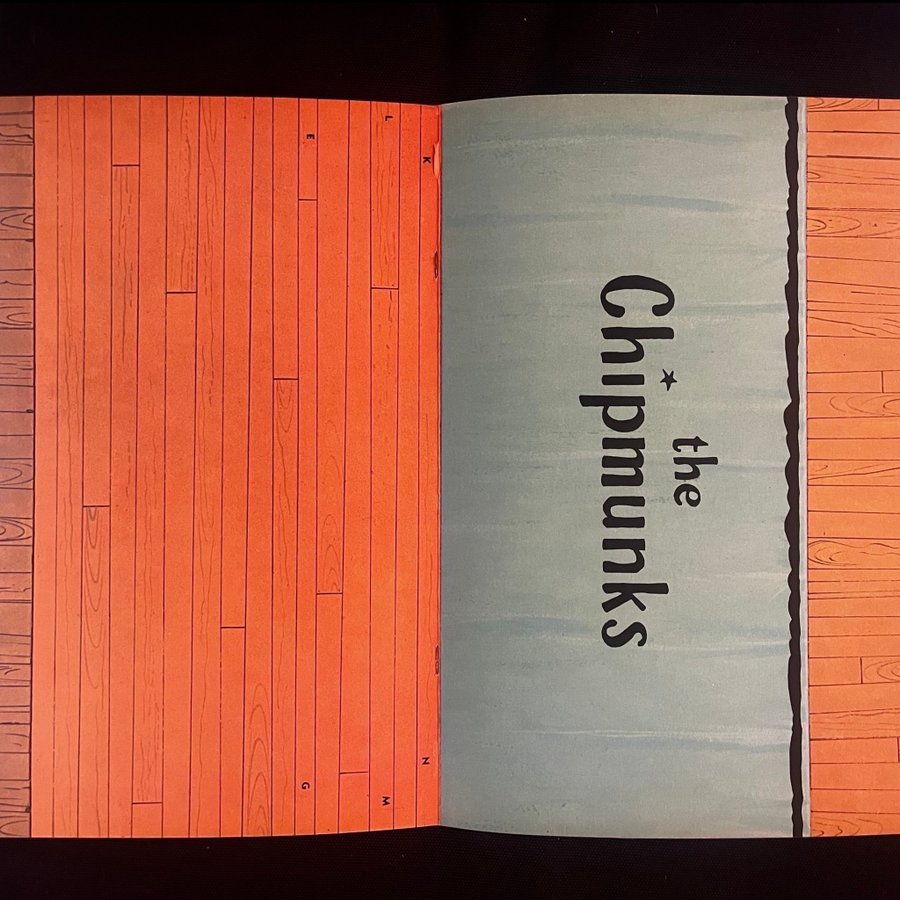 the
Chipmunks
K N
L M
E G